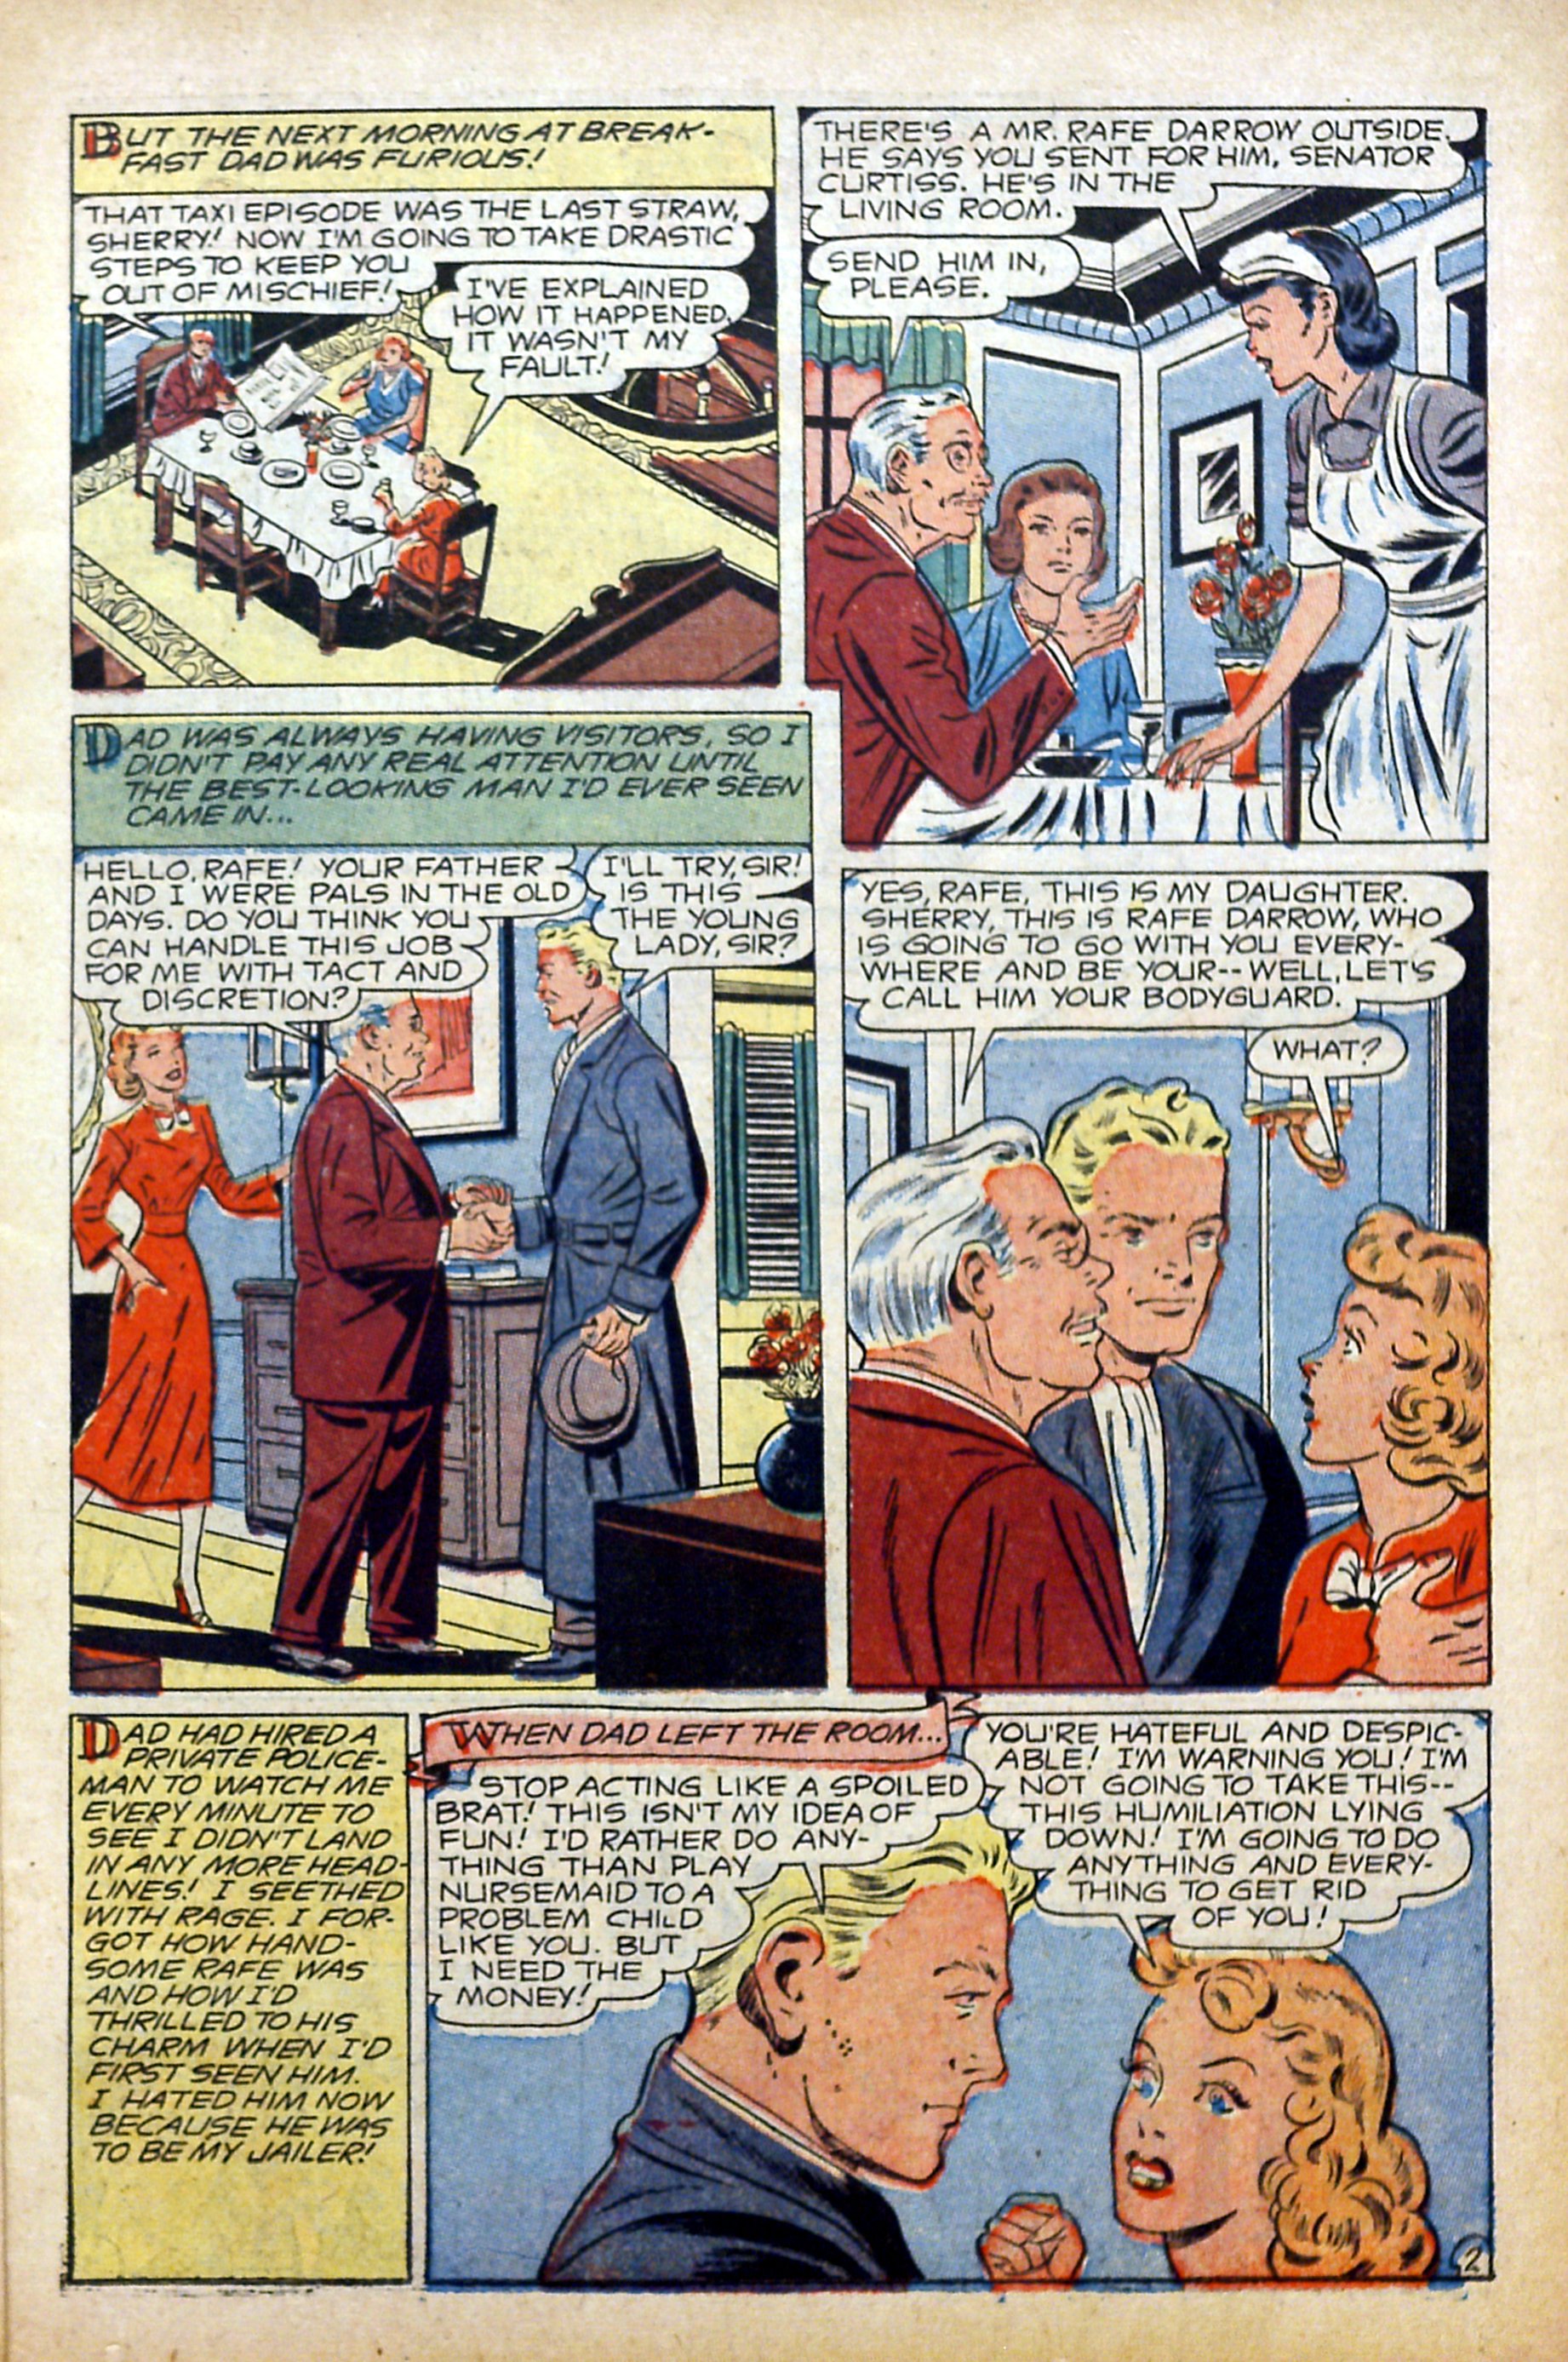 BUT THE NEXT MORNING AT BREAK-
FAST DAD WAS FURIOUS!
THAT TAXI EPISODE WAS THE LAST STRAW,
SHERRY! NOW I'M GOING TO TAKE DRASTIC
STEPS TO KEEP YOU
OUT OF MISCHIEF!
I'VE EXPLAINED
HOW IT HAPPENED.
IT WASN'T MY
FAULT!
THERE'S A MR. RAFE DARROW OUTSIDE.
HE SAYS YOU SENT FOR HIM, SENATOR
CURTISS. HE'S IN THE
LIVING ROOM.
SEND HIM IN,
PLEASE.
DAD WAS ALWAYS HAVING VISITORS, SO I
DIDN'T PAY ANY REAL ATTENTION UNTIL
THE BEST-LOOKING MAN I'D EVER SEEN
CAME IN...
HELLO, RAFE! YOUR FATHER
AND I WERE PALS IN THE OLD
DAYS. DO YOU THINK YOU
CAN HANDLE THIS JOB
FOR ME WITH TACT AND
DISCRETION?
I'LL TRY, SIR!
IS THIS
THE YOUNG
LADY, SIR?
YES, RAFE, THIS IS MY DAUGHTER.
SHERRY, THIS IS RAFE DARROW, WHO
IS GOING TO GO WITH YOU EVERY-
WHERE AND BE YOUR--WELL, LET'S
CALL HIM YOUR BODYGUARD.
WHAT?
DAD HAD HIRED A
PRIVATE POLICE-
MAN TO WATCH ME
EVERY MINUTE TO
SEE I DIDN'T LAND
IN ANY MORE HEAD-
LINES! I SEETHED
WITH RAGE. I FOR-
GOT HOW HAND-
SOME RAFE WAS
AND HOW I'D
THRILLED TO HIS
CHARM WHEN I'D
FIRST SEEN HIM.
I HATED HIM NOW
BECAUSE HE WAS
TO BE MY JAILER!
WHEN DAD LEFT THE ROOM...
STOP ACTING LIKE A SPOILED
BRAT! THIS ISN'T MY IDEA OF
FUN! I'D RATHER DO ANY-
THING THAN PLAY
NURSEMAID TO A
PROBLEM CHILD
LIKE YOU. BUT
I NEED THE
MONEY!
YOU'RE HATEFUL AND DESPIC-
ABLE! I'M WARNING YOU! I'M
NOT GOING TO TAKE THIS--
THIS HUMILIATION LYING
DOWN! I'M GOING TO DO
ANYTHING AND EVERY-
THING TO GET RID
OF YOU!
2